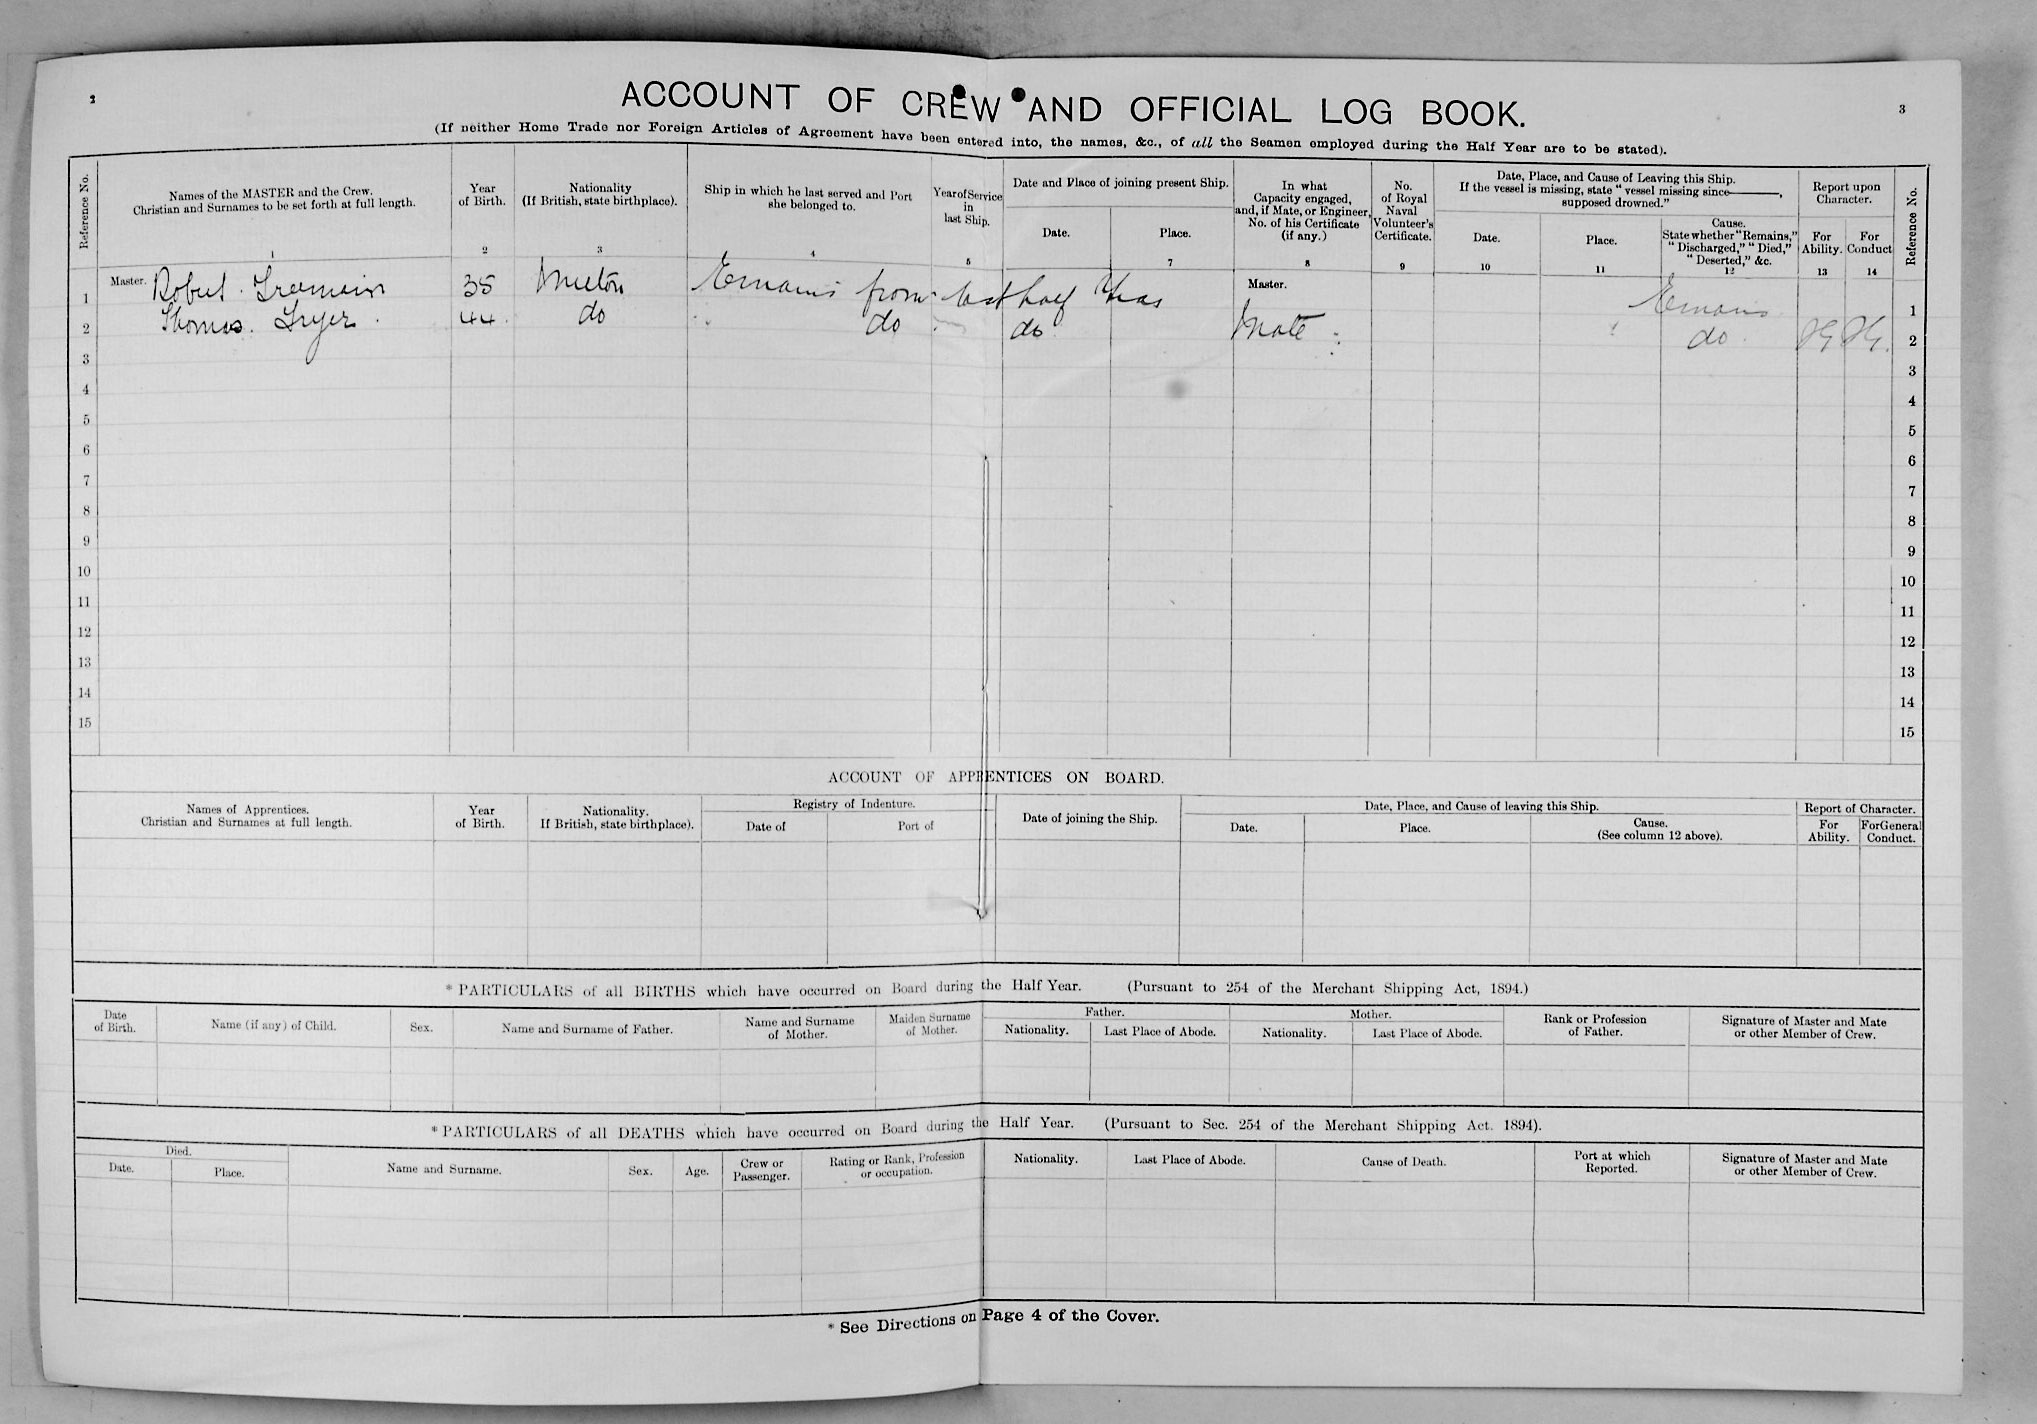 2
3
ACCOUNT OF CREW AND OFFICIAL LOG BOOK.
(If neither Home Trade nor Foreign Articles of Agreement have been entered into, the names, &c., of all the Seamen employed during the Half Year are to be stated).
Reference No.
Names of the MASTER and the Crew.
Christian and Surnames to be set forth at full length.
1
Year
of Birth.
2
Nationality
(If British, state birthplace).
3
Ship in which he last served and Port
she belonged to.
4
Year of Service
in
last Ship.
5
Date and Place of joining present Ship.
Date.
Place.
7
In what
Capacity engaged,
and, if Mate, or Engineer,
No. of his Certificate
(if any.)
8
No.
of Royal
Naval
Volunteer's
Certificate.
9
Date, Place, and Cause of Leaving this Ship.
If the vessel is missing, state "vessel missing since———,
supposed drowned."
Date.
10
Place.
11
Cause.
State whether "Remains,"
"Discharged," "Died,"
"Deserted," &c.
12
Report upon
Character.
For
Ability.
13
For
Conduct
14
Reference No.
1 Master. Robert 35 Milton Remains from last half Year Master. Remains 1
2 Thomas. Fryer. 44. do do do Mate do. 2
3 3
4 4
5 5
6 6
7 7
8 8
9 9
10 10
11 11
12 12
13 13
14 14
15 15
ACCOUNT OF APPRENTICES ON BOARD.
Names of Apprentices.
Christian and Surnames at full length.
Year
of Birth.
Nationality.
If British, state birthplace).
Registry of Indenture.
Date of
Port of
Date of joining the Ship.
Date, Place, and Cause of leaving this Ship.
Date.
Place.
Cause.
(See column 12 above).
Report of Character.
For
Ability.
For General
Conduct.
* PARTICULARS of all BIRTHS which have occurred on Board during the Half Year. (Pursuant to 254 of the Merchant Shipping Act, 1894.)
Date
of Birth.
Name (if any) of Child.
Sex.
Name and Surname of Father.
Name and Surname
of Mother.
Maiden Surname
of Mother.
Father.
Nationality.
Last Place of Abode.
Mother.
Nationality.
Last Place of Abode.
Rank or Profession
of Father.
Signature of Master and Mate
or other Member of Crew.
* PARTICULARS of all DEATHS which have occurred on Board during the Half Year. (Pursuant to Sec. 254 of the Merchant Shipping Act. 1894).
Died.
Date.
Place.
Name and Surname.
Sex.
Age.
Crew or
Passenger.
Rating or Rank, Profession
or occupation.
Nationality.
Last Place of Abode.
Cause of Death.
Port at which
Reported.
Signature of Master and Mate
or other Member of Crew.
* See Directions on Page 4 of the Cover.